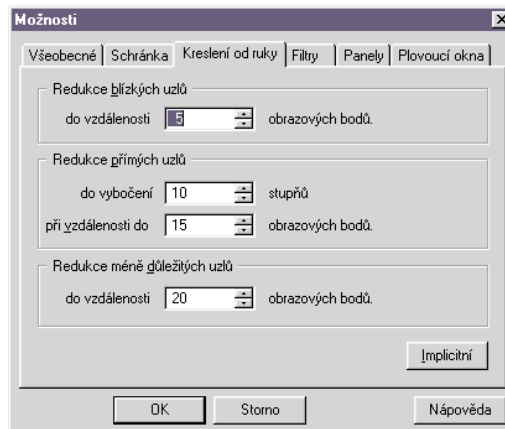 Možnosti
Všeobecné Schránka Kreslení od ruky Filtry Panely Plovoucí okna
Redukce blízkých uzlů
do vzdálenosti 5 obrazových bodů.
Redukce přímých uzlů
do vybočení 10 stupňů
při vzdálenosti do 15 obrazových bodů.
Redukce méně důležitých uzlů
do vzdálenosti 20 obrazových bodů.
Implicitní
OK Storno Nápověda